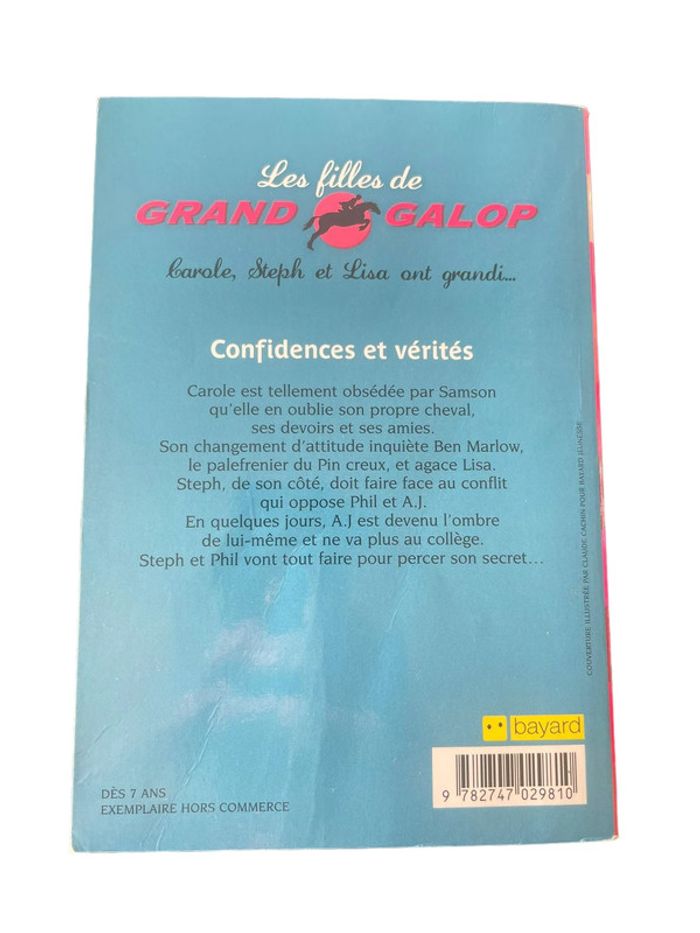 Les filles de
GRAND GALOP
Carole, Steph et Lisa ont grandi...
Confidences et vérités
Carole est tellement obsédée par Samson
qu'elle en oublie son propre cheval,
ses devoirs et ses amies.
Son changement d'attitude inquiète Ben Marlow,
le palefrenier du Pin creux, et agace Lisa.
Steph, de son côté, doit faire face au conflit
qui oppose Phil et A.J.
En quelques jours, A.J est devenu l'ombre
de lui-même et ne va plus au collège.
Steph et Phil vont tout faire pour percer son secret...
COUVERTURE ILLUSTRÉE PAR CLAUDE CACHIN POUR BAYARD JEUNESSE
bayard
DÈS 7 ANS
EXEMPLAIRE HORS COMMERCE
9 782747 029810